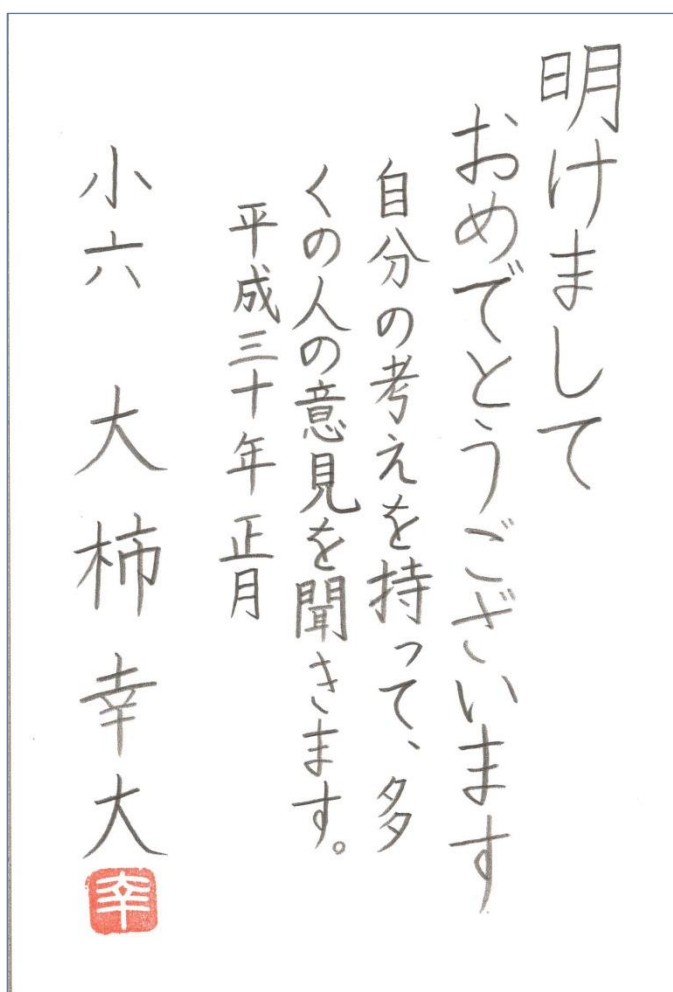 明けまして
おめでとうございます
自分の考えを持って、多
くの人の意見を聞きます。
平成三十年 正月
小六 大柿幸大
幸